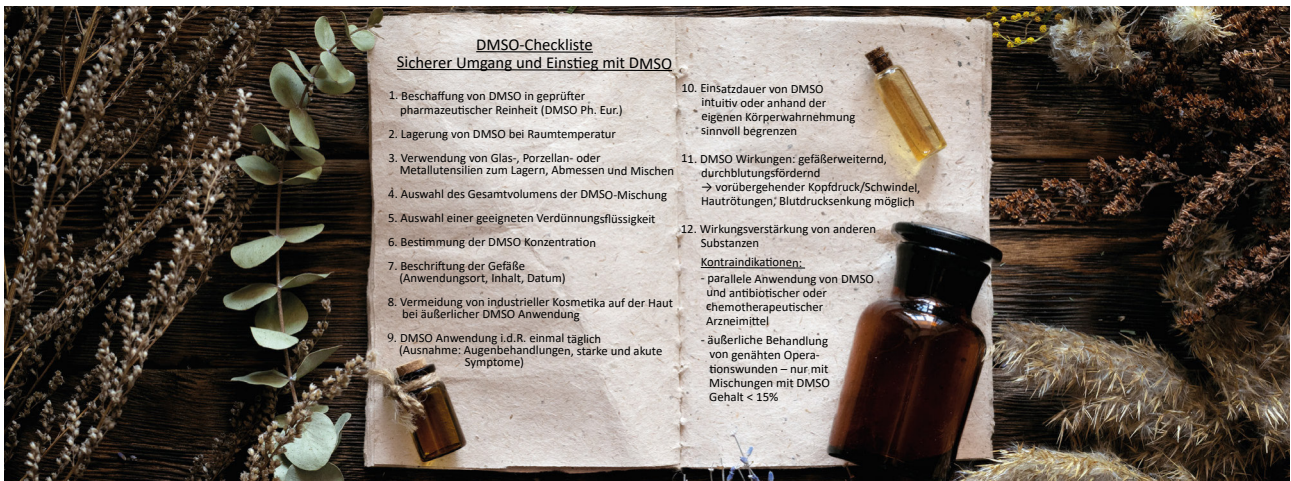 DMSO-Checkliste
Sicherer Umgang und Einstieg mit DMSO
1. Beschaffung von DMSO in geprüfter
pharmazeutischer Reinheit (DMSO Ph. Eur.)
2. Lagerung von DMSO bei Raumtemperatur
3. Verwendung von Glas-, Porzellan- oder
Metallutensilien zum Lagern, Abmessen und Mischen
4. Auswahl des Gesamtvolumens der DMSO-Mischung
5. Auswahl einer geeigneten Verdünnungsflüssigkeit
6. Bestimmung der DMSO Konzentration
7. Beschriftung der Gefäße
(Anwendungsort, Inhalt, Datum)
8. Vermeidung von industrieller Kosmetika auf der Haut
bei äußerlicher DMSO Anwendung
9. DMSO Anwendung i.d.R. einmal täglich
(Ausnahme: Augenbehandlungen, starke und akute
Symptome)
10. Einsatzdauer von DMSO
intuitiv oder anhand der
eigenen Körperwahrnehmung
sinnvoll begrenzen
11. DMSO Wirkungen: gefäßerweiternd,
durchblutungsfördernd
→ vorübergehender Kopfdruck/Schwindel,
Hautrötungen, Blutdrucksenkung möglich
12. Wirkungsverstärkung von anderen
Substanzen
Kontraindikationen:
- parallele Anwendung von DMSO
und antibiotischer oder
chemotherapeutischer
Arzneimittel
- äußerliche Behandlung
von genähten Opera-
tionswunden – nur mit
Mischungen mit DMSO
Gehalt < 15%